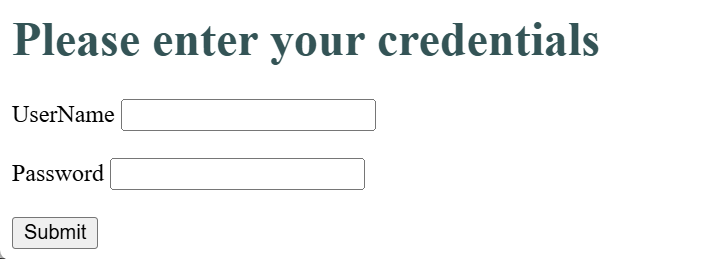 Please enter your credentials
UserName
Password
Submit